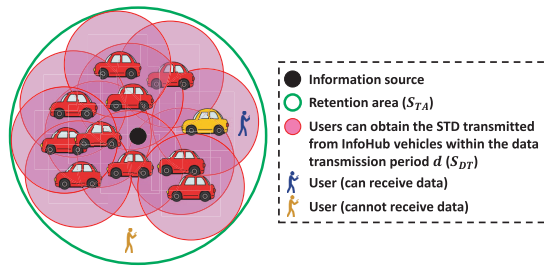 Information source
Retention area (S_TA)
Users can obtain the STD transmitted
from InfoHub vehicles within the data
transmission period d (S_DT)
User (can receive data)
User (cannot receive data)